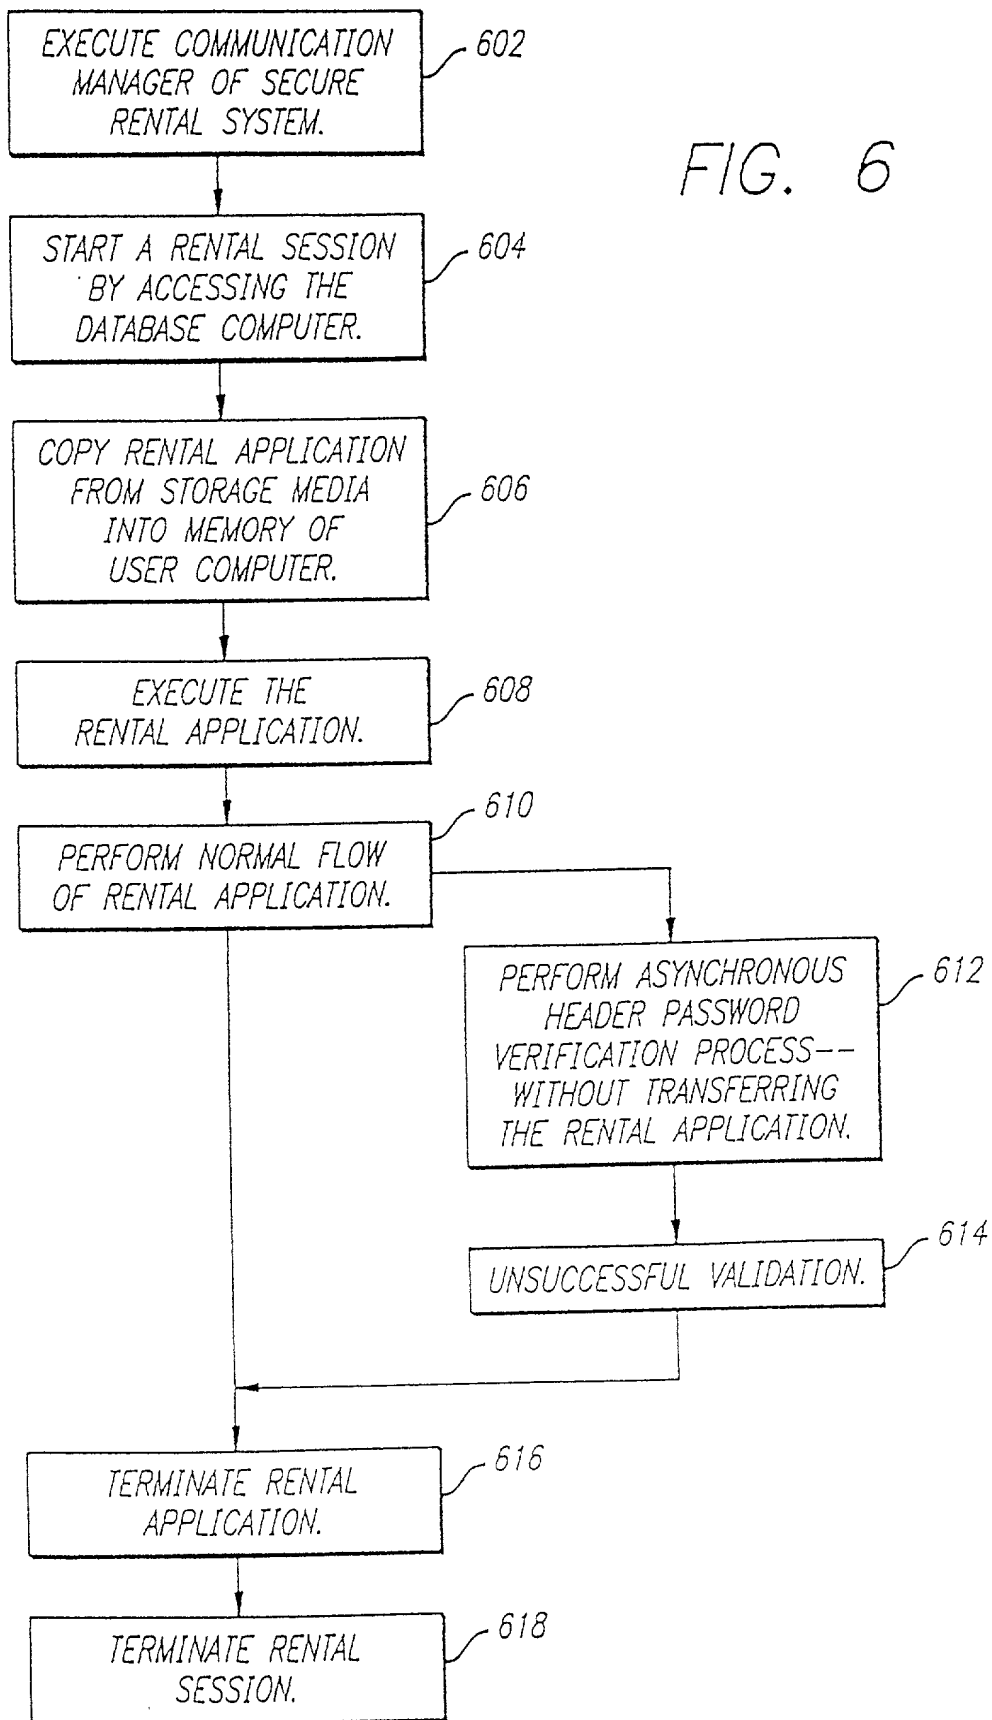 EXECUTE COMMUNICATION
MANAGER OF SECURE
RENTAL SYSTEM.
602
FIG. 6
START A RENTAL SESSION
BY ACCESSING THE
DATABASE COMPUTER.
604
COPY RENTAL APPLICATION
FROM STORAGE MEDIA
INTO MEMORY OF
USER COMPUTER.
606
EXECUTE THE
RENTAL APPLICATION.
608
PERFORM NORMAL FLOW
OF RENTAL APPLICATION.
610
PERFORM ASYNCHRONOUS
HEADER PASSWORD
VERIFICATION PROCESS--
WITHOUT TRANSFERRING
THE RENTAL APPLICATION.
612
UNSUCCESSFUL VALIDATION.
614
TERMINATE RENTAL
APPLICATION.
616
TERMINATE RENTAL
SESSION.
618